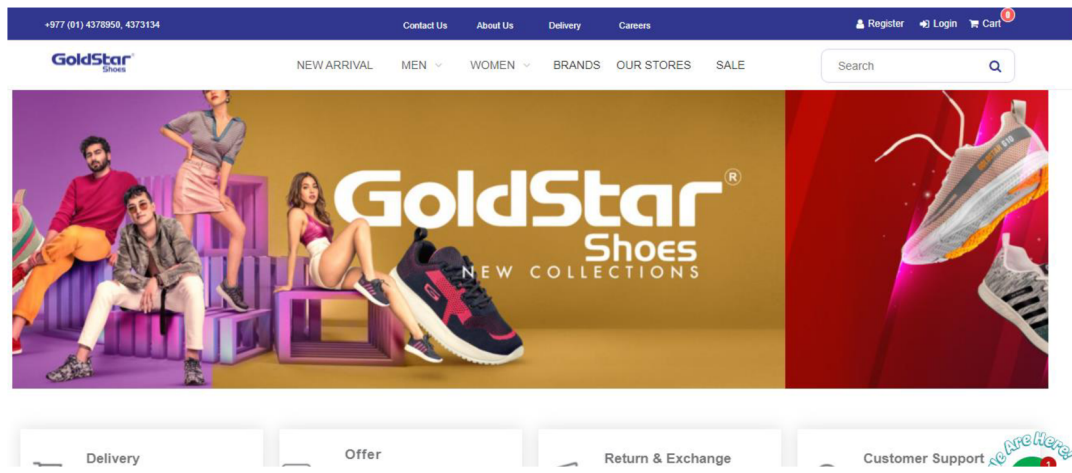 +977 (01) 4378950, 4373134 Contact Us About Us Delivery Careers Register Login Cart 0
GoldStar Shoes NEW ARRIVAL MEN WOMEN BRANDS OUR STORES SALE Search
GoldStar®
Shoes
NEW COLLECTIONS
GOLDSTAR G10
Delivery Offer Return & Exchange Customer Support
We Are Here!
1